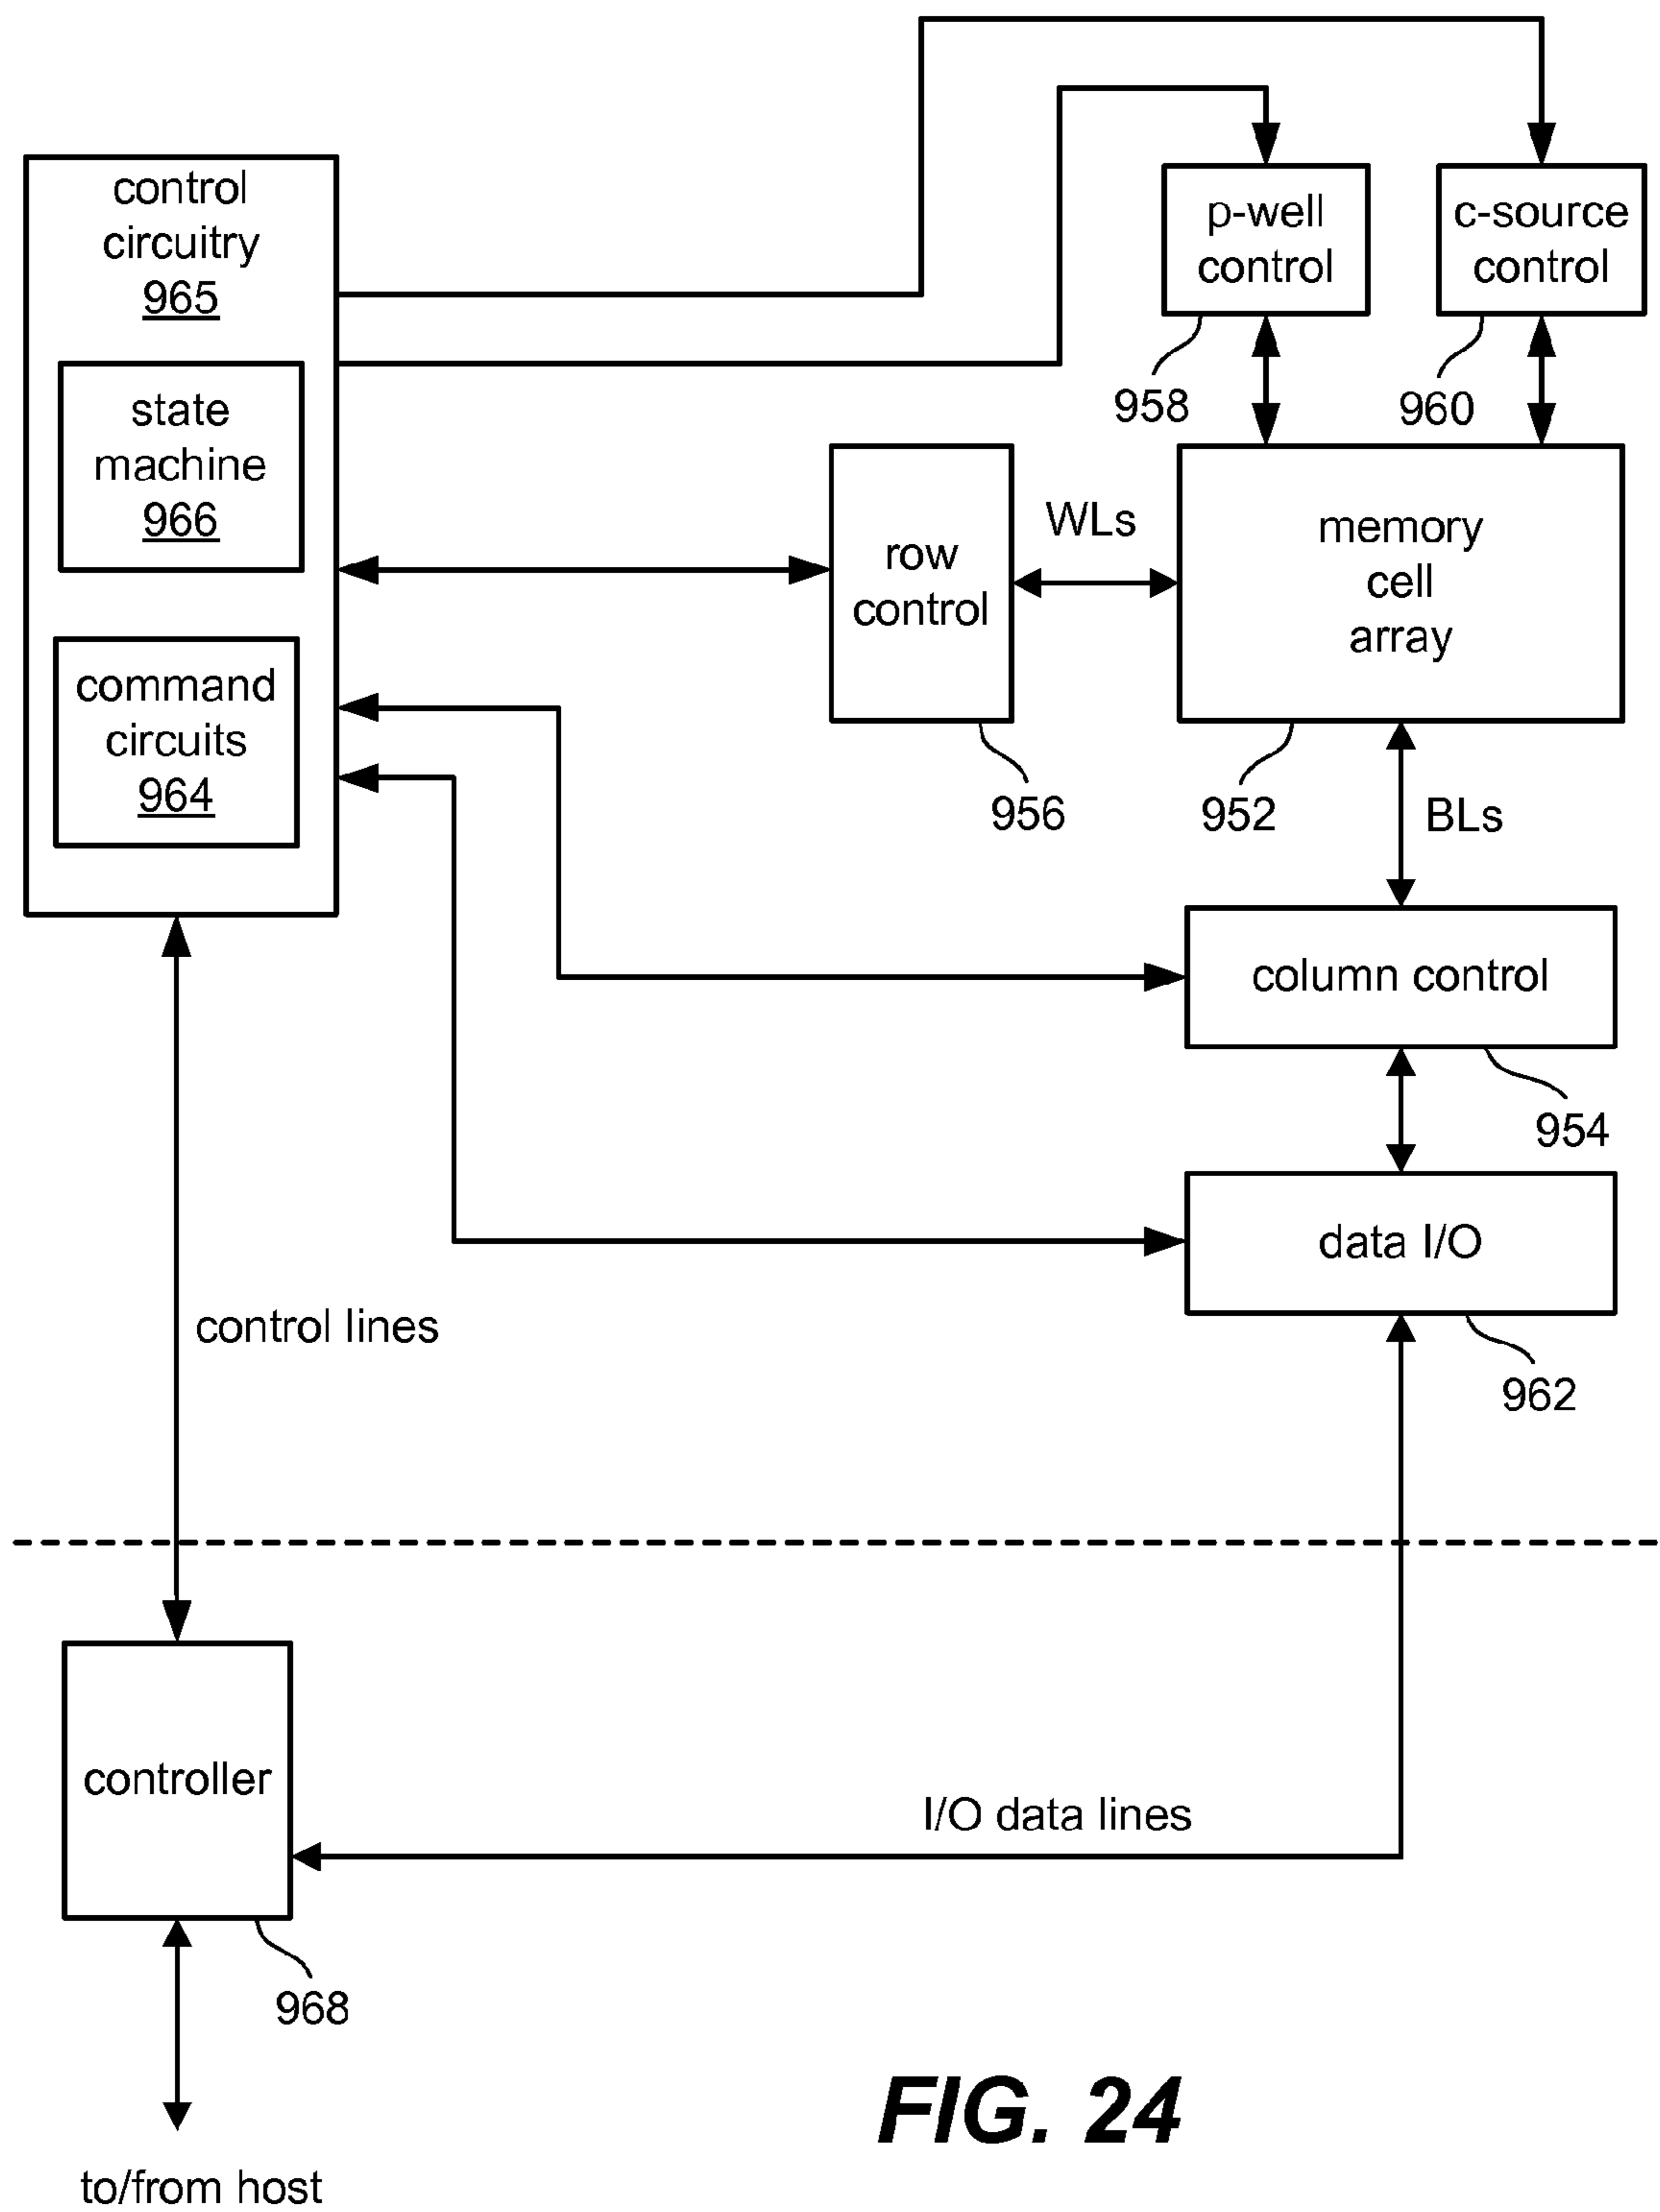 control
circuitry
965
state
machine
966
command
circuits
964
p-well
control
958
c-source
control
960
row
control
956
WLs
memory
cell
array
952
BLs
column control
954
data I/O
962
control lines
controller
968
I/O data lines
to/from host
FIG. 24